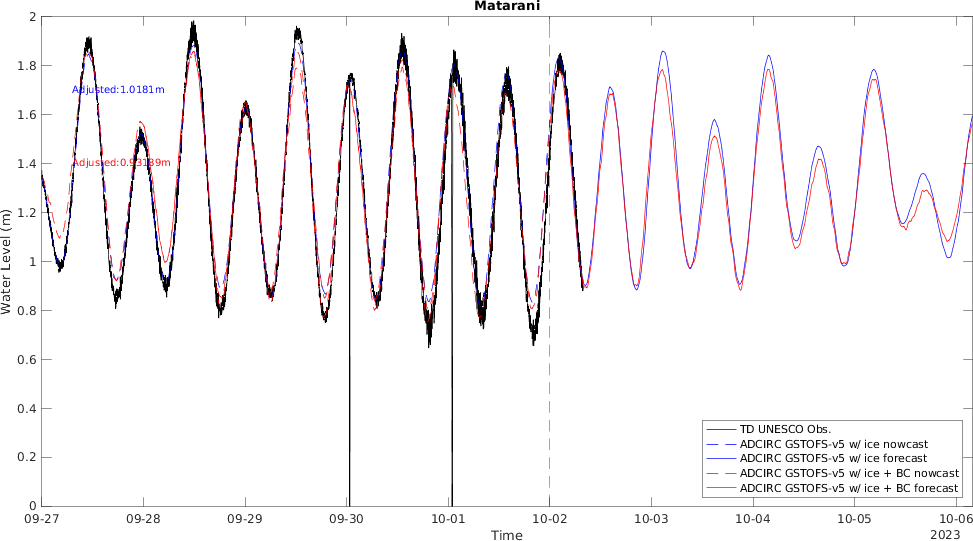 Matarani
2
1.8
1.6
1.4
1.2
1
0.8
0.6
0.4
0.2
0
Water Level (m)
Adjusted:1.0181m
Adjusted:0.93139m
TD UNESCO Obs.
ADCIRC GSTOFS-v5 w/ ice nowcast
ADCIRC GSTOFS-v5 w/ ice forecast
ADCIRC GSTOFS-v5 w/ ice + BC nowcast
ADCIRC GSTOFS-v5 w/ ice + BC forecast
09-27 09-28 09-29 09-30 10-01 10-02 10-03 10-04 10-05 10-06
Time
2023